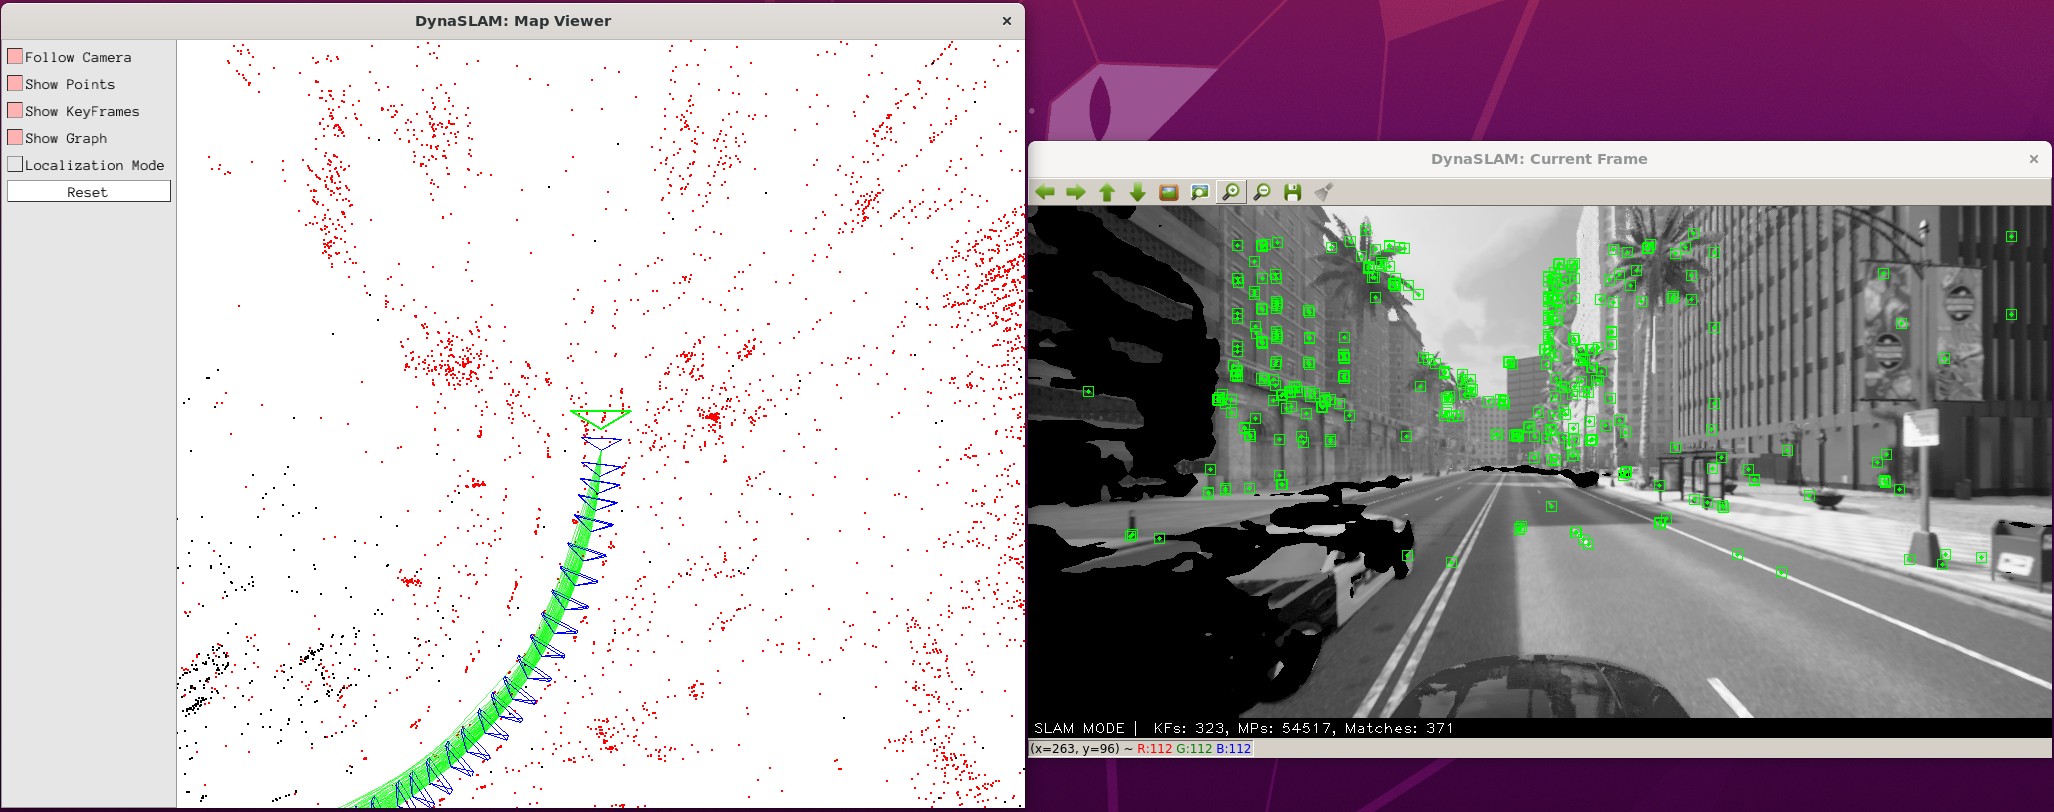 DynaSLAM: Map Viewer
Follow Camera
Show Points
Show KeyFrames
Show Graph
Localization Mode
Reset
DynaSLAM: Current Frame
SLAM MODE | KFs: 323, MPs: 54517, Matches: 371
(x=263, y=96) ~ R:112 G:112 B:112